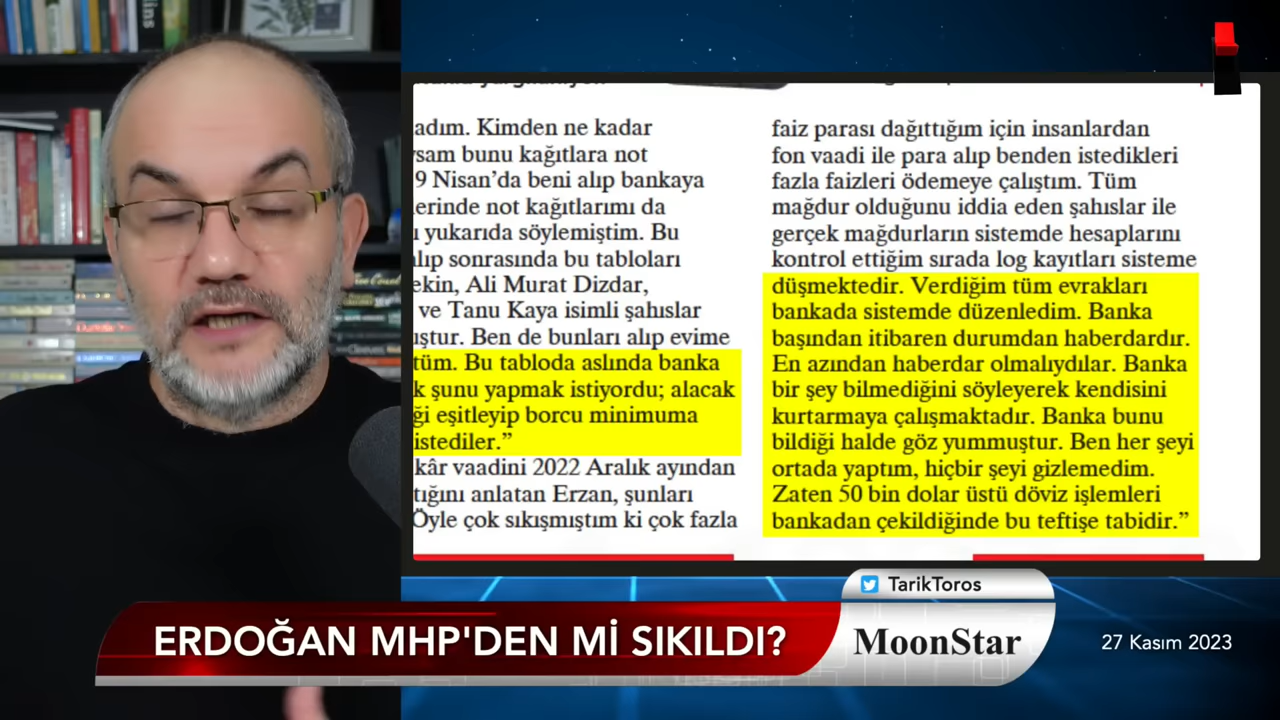 adım. Kimden ne kadar
sam bunu kağıtlara not
9 Nisan’da beni alıp bankaya
erinde not kağıtlarımı da
yukarıda söylemiştim. Bu
lıp sonrasında bu tabloları
ekin, Ali Murat Dizdar,
ve Tanu Kaya isimli şahıslar
uştur. Ben de bunları alıp evime
tüm. Bu tabloda aslında banka
k şunu yapmak istiyordu; alacak
ği eşitleyip borcu minimuma
istediler.”
kâr vaadini 2022 Aralık ayından
tığını anlatan Erzan, şunları
Öyle çok sıkışmıştım ki çok fazla
faiz parası dağıttığım için insanlardan
fon vaadi ile para alıp benden istedikleri
fazla faizleri ödemeye çalıştım. Tüm
mağdur olduğunu iddia eden şahıslar ile
gerçek mağdurların sistemde hesaplarını
kontrol ettiğim sırada log kayıtları sisteme
düşmektedir. Verdiğim tüm evrakları
bankada sistemde düzenledim. Banka
başından itibaren durumdan haberdardır.
En azından haberdar olmalıydılar. Banka
bir şey bilmediğini söyleyerek kendisini
kurtarmaya çalışmaktadır. Banka bunu
bildiği halde göz yummuştur. Ben her şeyi
ortada yaptım, hiçbir şeyi gizlemedim.
Zaten 50 bin dolar üstü döviz işlemleri
bankadan çekildiğinde bu teftişe tabidir.”
TarikToros
ERDOĞAN MHP'DEN Mİ SIKILDI?
MoonStar
27 Kasım 2023